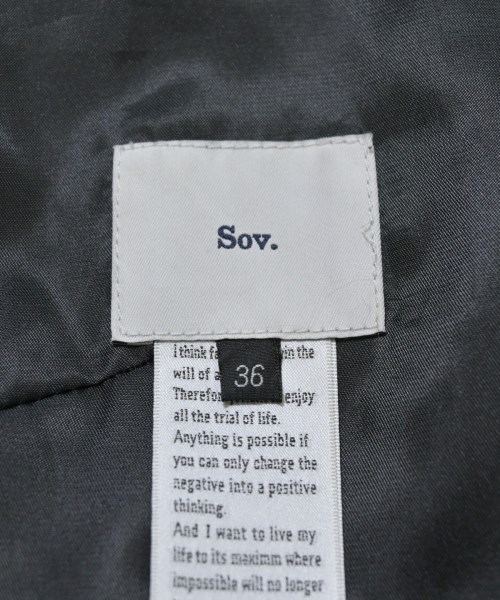 Sov.
36
I think in the
will of a
enjoy
all the trial of life.
Anything is possible if
you can only change the
negative into a positive
thinking.
And I want to live my
life to its maximm where
impossible will no longer